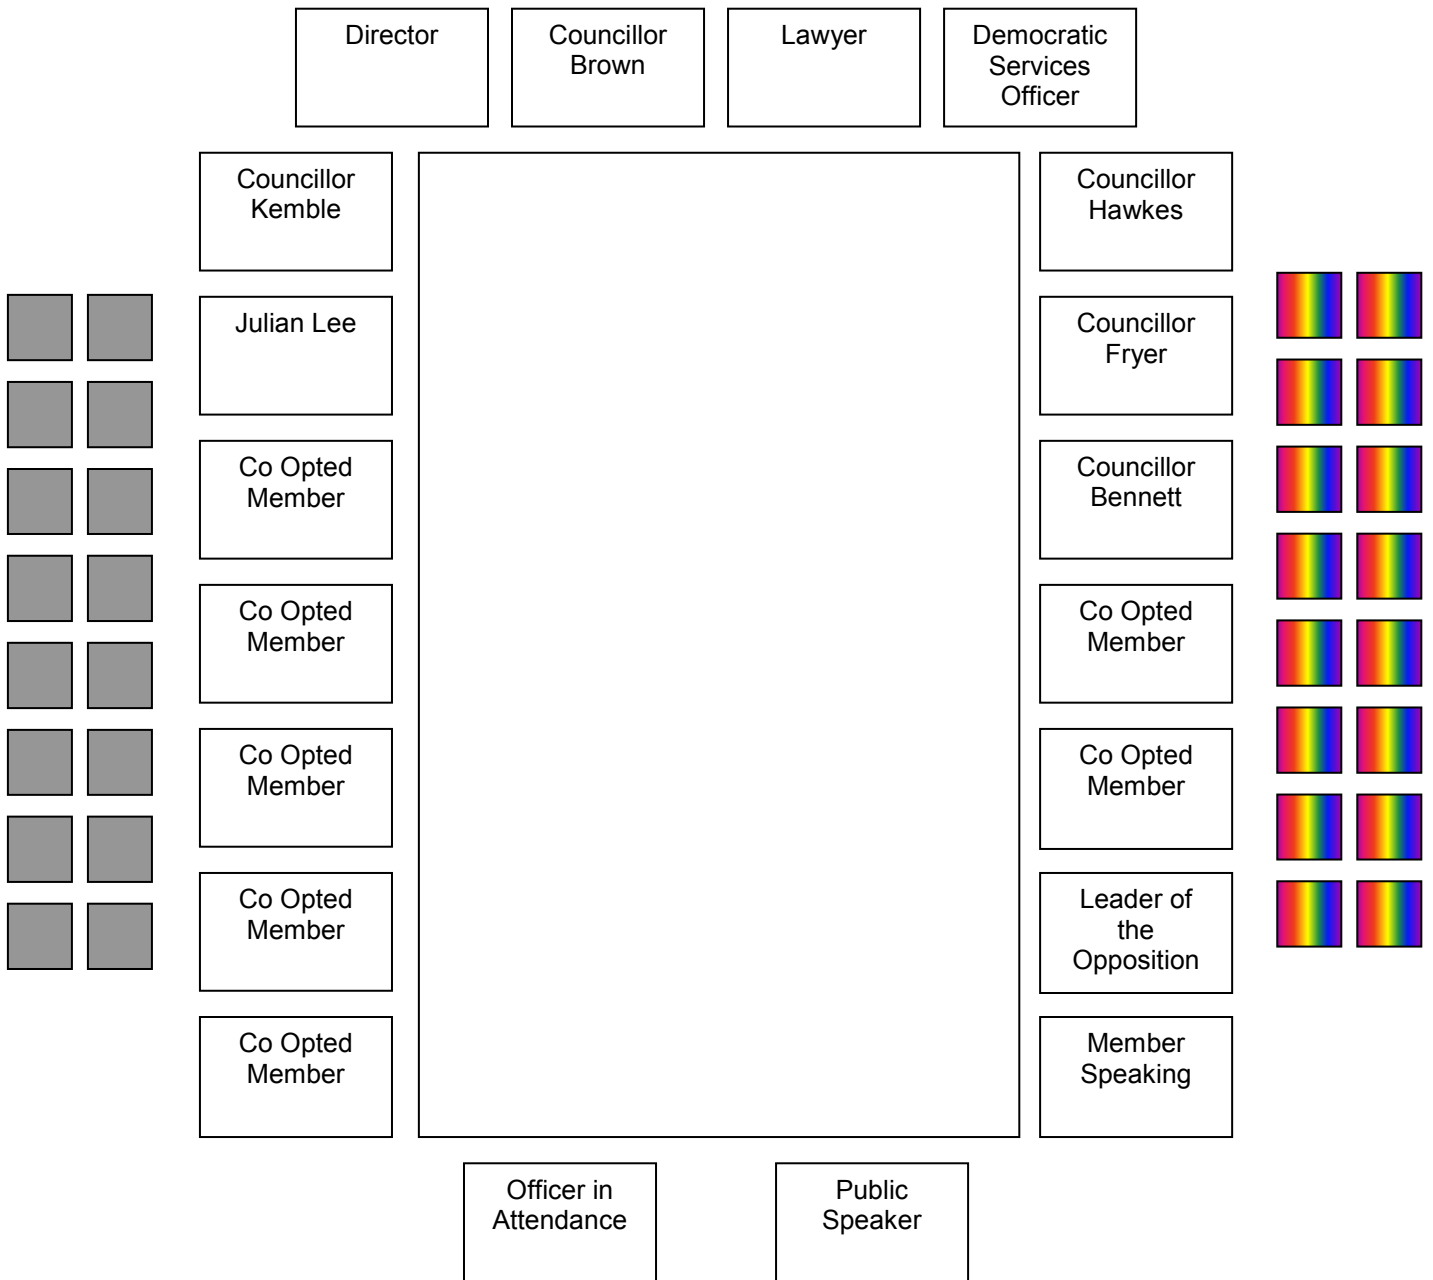 Director
Councillor
Brown
Lawyer
Democratic
Services
Officer
Councillor
Kemble
Councillor
Hawkes
Julian Lee
Councillor
Fryer
Co Opted
Member
Councillor
Bennett
Co Opted
Member
Co Opted
Member
Co Opted
Member
Co Opted
Member
Co Opted
Member
Leader of
the
Opposition
Co Opted
Member
Member
Speaking
Officer in
Attendance
Public
Speaker